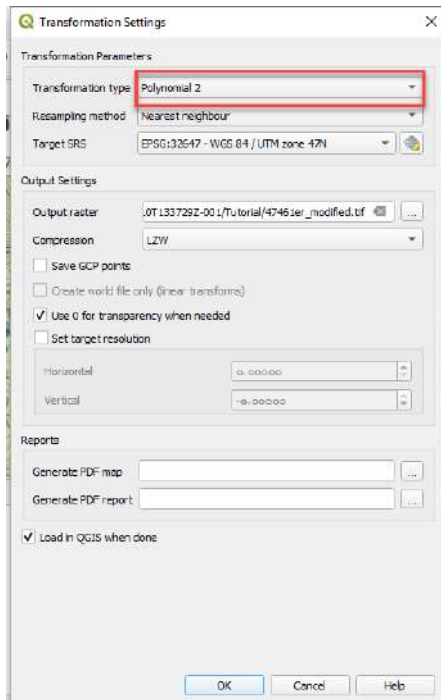 Transformation Settings
Transformation Parameters
Transformation type Polynomial 2
Resampling method Nearest neighbour
Target SRS EPSG:32647 - WGS 84 / UTM zone 47N
Output Settings
Output raster .0T133729Z-001/Tutorial/47461er_modified.tif ...
Compression LZW
Save GCP points
Create world file only (linear transforms)
Use 0 for transparency when needed
Set target resolution
Horizontal 0.00000
Vertical -0.00000
Reports
Generate PDF map ...
Generate PDF report ...
Load in QGIS when done
OK Cancel Help